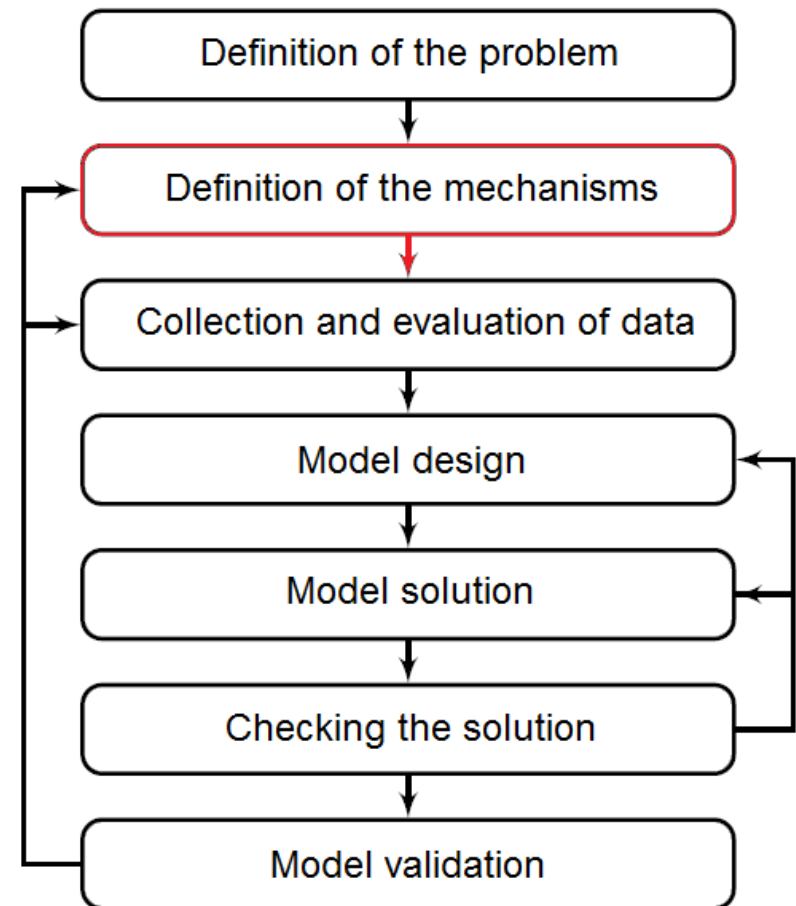 Definition of the problem
Definition of the mechanisms
Collection and evaluation of data
Model design
Model solution
Checking the solution
Model validation